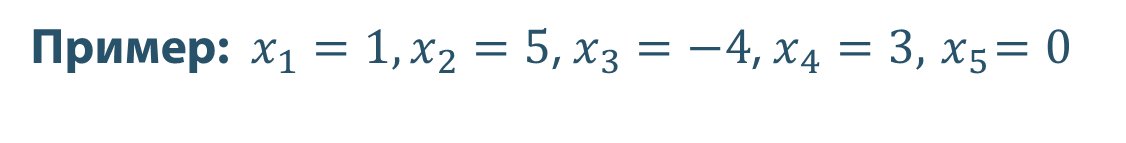 Пример: x₁ = 1, x₂ = 5, x₃ = −4, x₄ = 3, x₅= 0